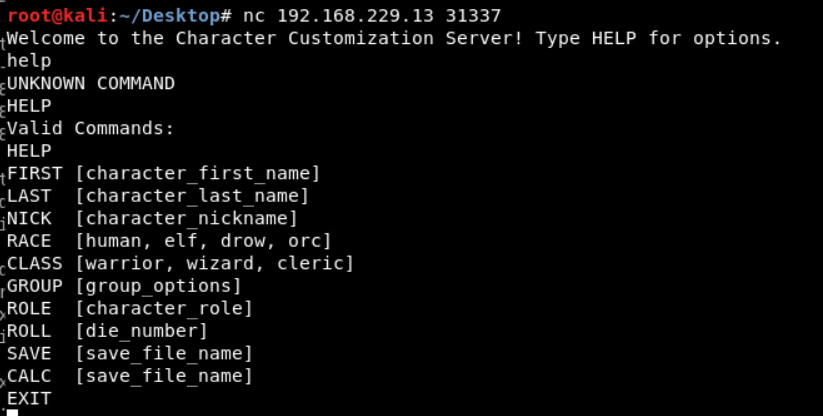 root@kali:~/Desktop# nc 192.168.229.13 31337
Welcome to the Character Customization Server! Type HELP for options.
help
UNKNOWN COMMAND
HELP
Valid Commands:
HELP
FIRST [character_first_name]
LAST  [character_last_name]
NICK  [character_nickname]
RACE  [human, elf, drow, orc]
CLASS [warrior, wizard, cleric]
GROUP [group_options]
ROLE  [character_role]
ROLL  [die_number]
SAVE  [save_file_name]
CALC  [save_file_name]
EXIT